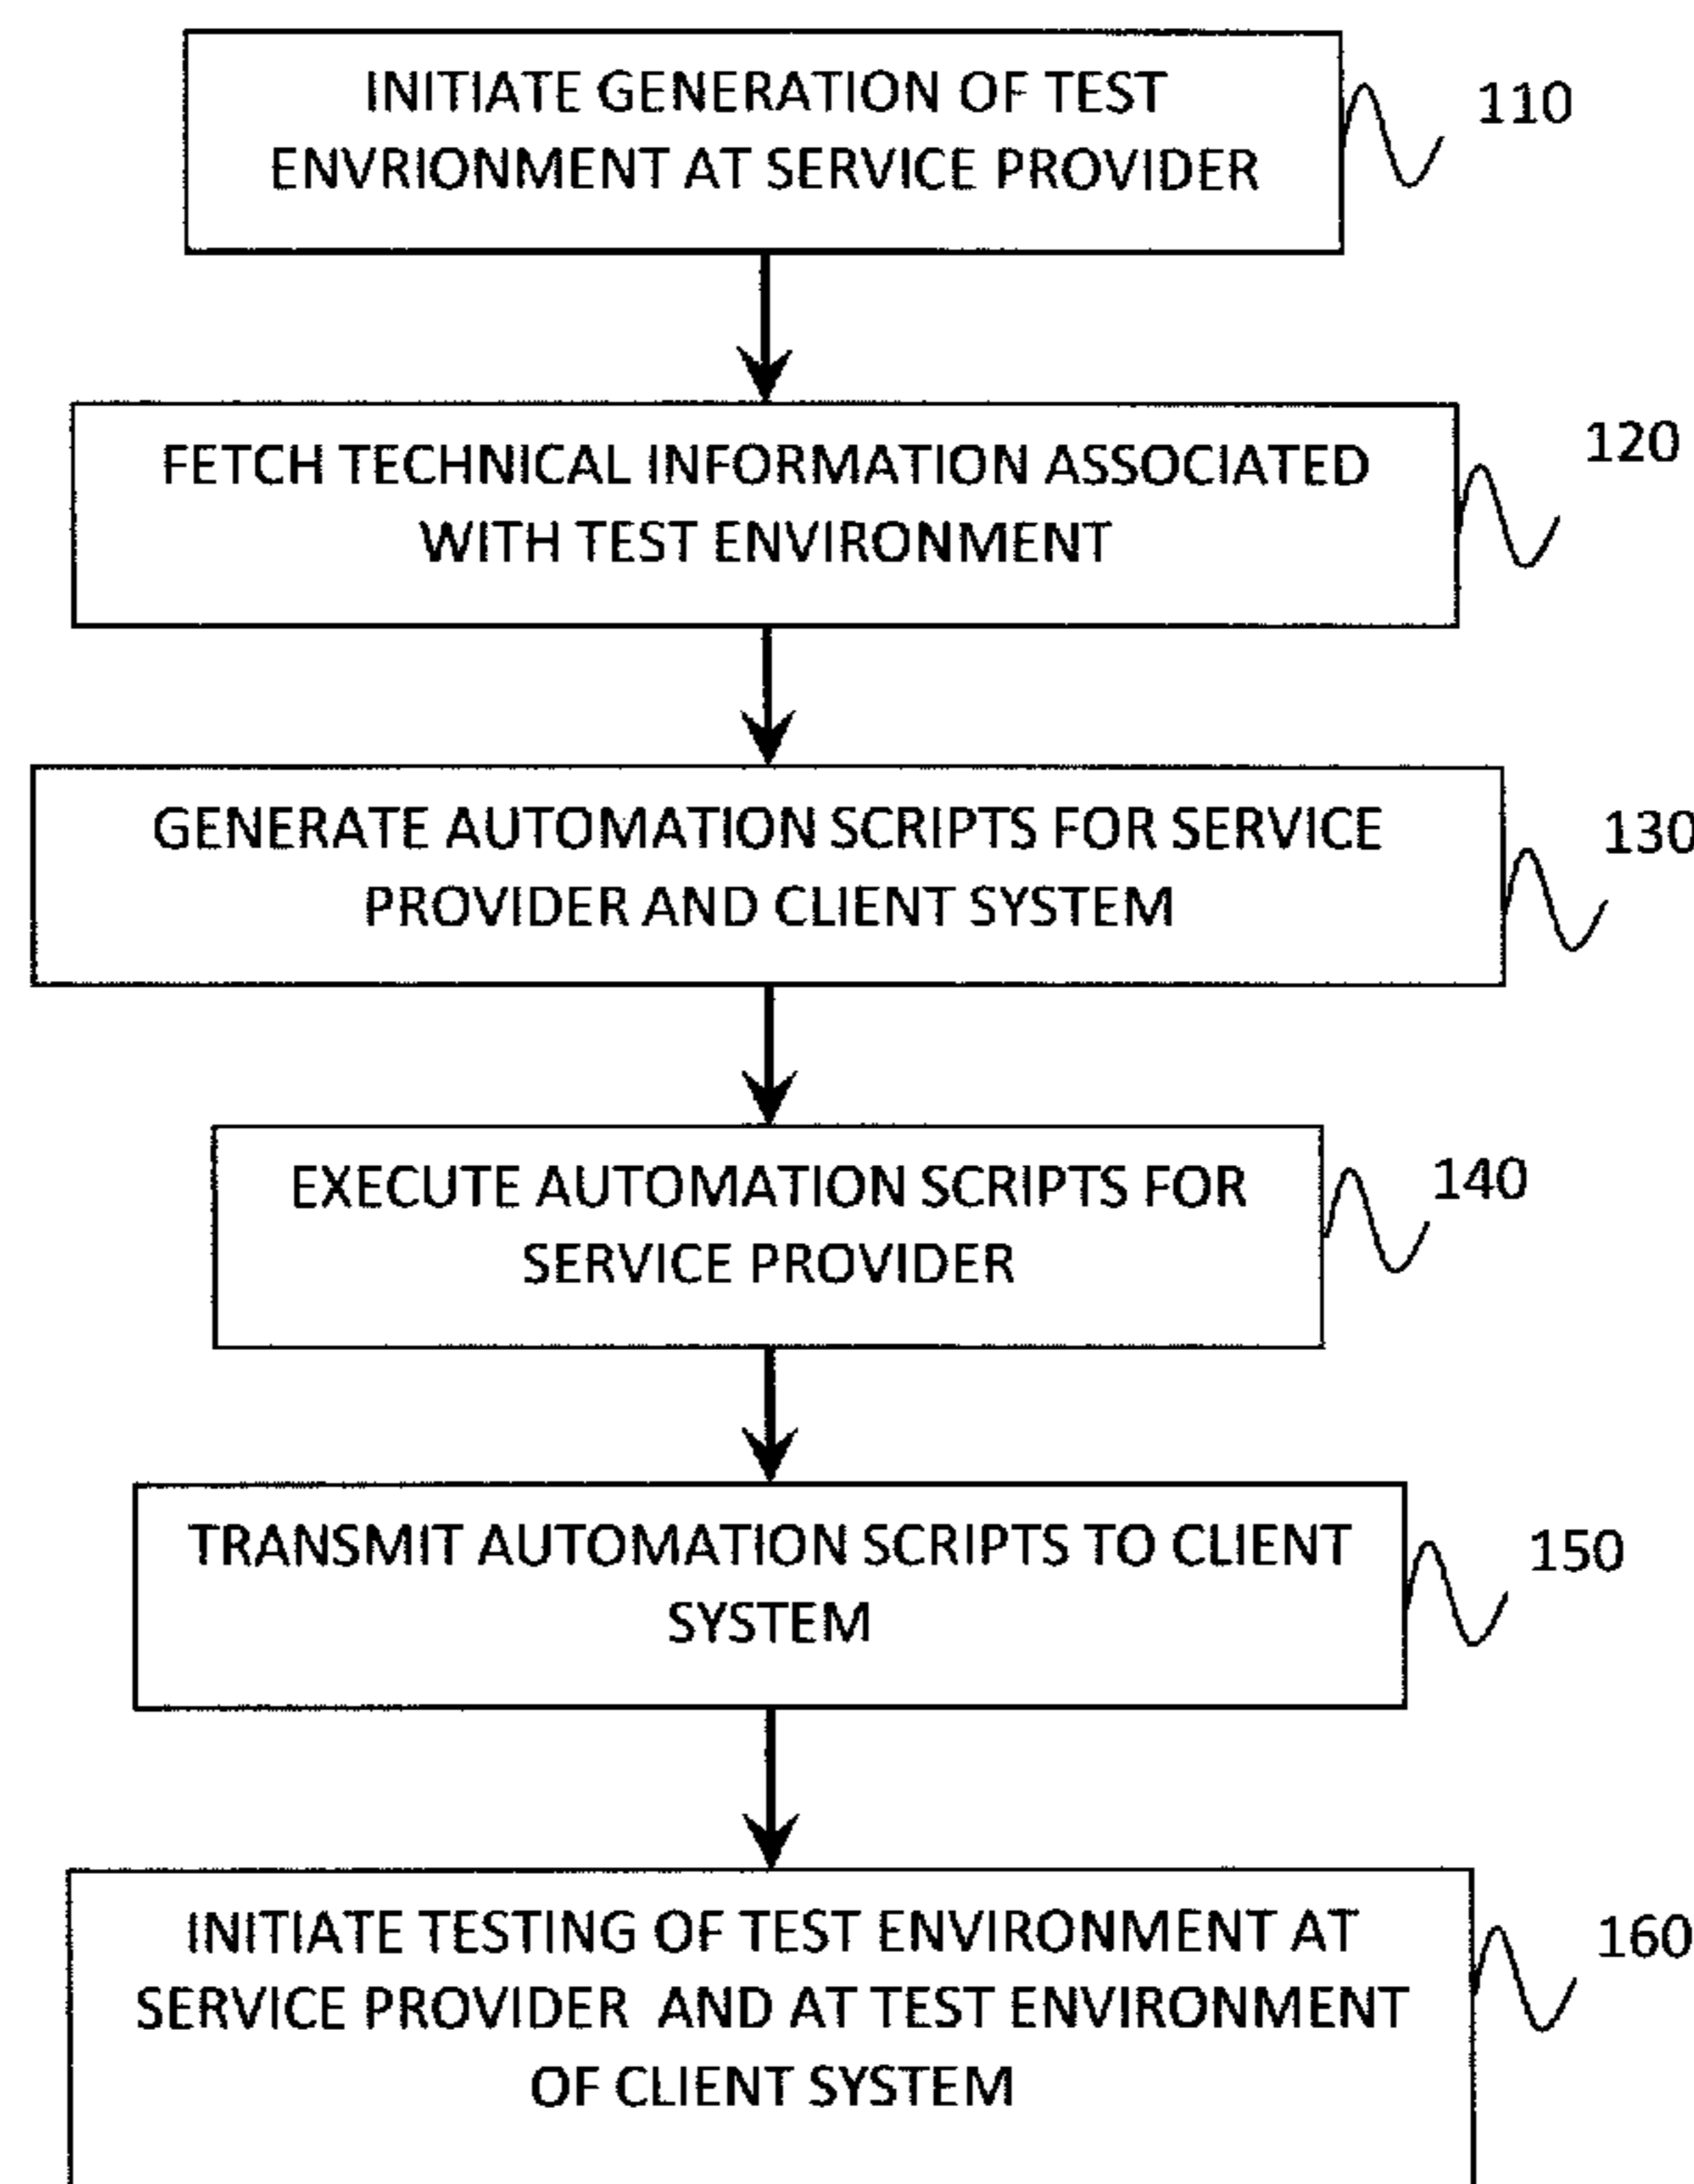 INITIATE GENERATION OF TEST
ENVRIONMENT AT SERVICE PROVIDER
110
FETCH TECHNICAL INFORMATION ASSOCIATED
WITH TEST ENVIRONMENT
120
GENERATE AUTOMATION SCRIPTS FOR SERVICE
PROVIDER AND CLIENT SYSTEM
130
EXECUTE AUTOMATION SCRIPTS FOR
SERVICE PROVIDER
140
TRANSMIT AUTOMATION SCRIPTS TO CLIENT
SYSTEM
150
INITIATE TESTING OF TEST ENVIRONMENT AT
SERVICE PROVIDER AND AT TEST ENVIRONMENT
OF CLIENT SYSTEM
160